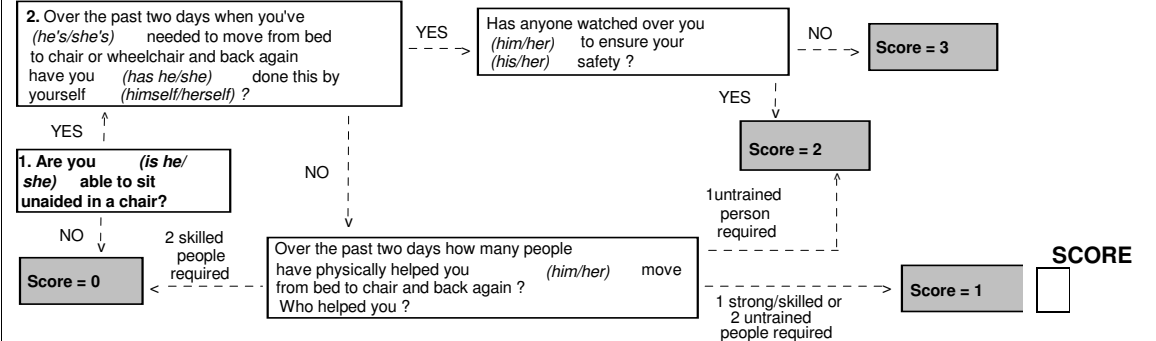 2. Over the past two days when you've
(he's/she's) needed to move from bed
to chair or wheelchair and back again
have you (has he/she) done this by
yourself (himself/herself) ?
YES
Has anyone watched over you
(him/her) to ensure your
(his/her) safety ?
NO
Score = 3
YES
Score = 2
YES
1. Are you (is he/
she) able to sit
unaided in a chair?
NO
NO
Score = 0
2 skilled
people
required
Over the past two days how many people
have physically helped you (him/her) move
from bed to chair and back again ?
Who helped you ?
1untrained
person
required
1 strong/skilled or
2 untrained
people required
Score = 1
SCORE